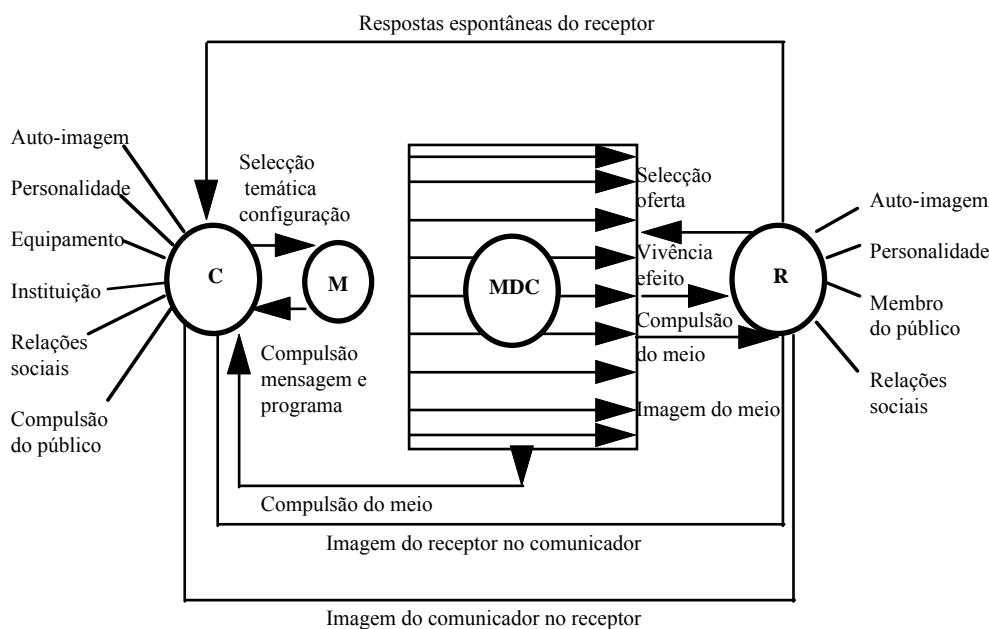 Respostas espontâneas do receptor
Auto-imagem
Personalidade
Equipamento
Instituição
Relações
sociais
Compulsão
do público
Selecção
temática
configuração
C
M
Compulsão
mensagem e
programa
MDC
Selecção
oferta
Vivência
efeito
Compulsão
do meio
Imagem do meio
R
Auto-imagem
Personalidade
Membro
do público
Relações
sociais
Compulsão do meio
Imagem do receptor no comunicador
Imagem do comunicador no receptor